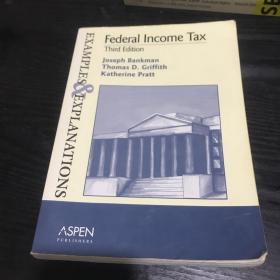 Federal Income Tax
Third Edition
Joseph Bankman
Thomas D. Griffith
Katherine Pratt
EXAMPLES & EXPLANATIONS
ASPEN
PUBLISHERS